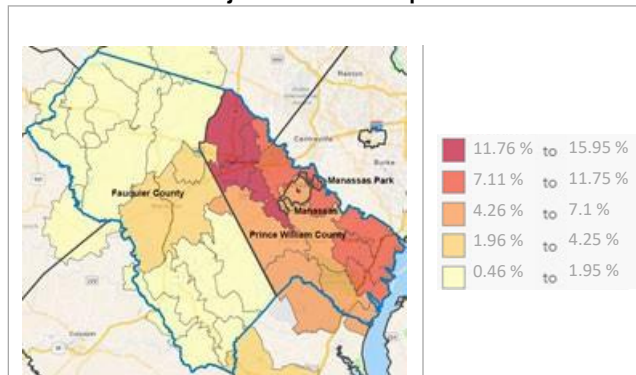 Reston
Centreville
Burke
Manassas Park
Fauquier County
Manassas
Prince William County
Culpeper
11.76 % to 15.95 %
7.11 % to 11.75 %
4.26 % to 7.1 %
1.96 % to 4.25 %
0.46 % to 1.95 %